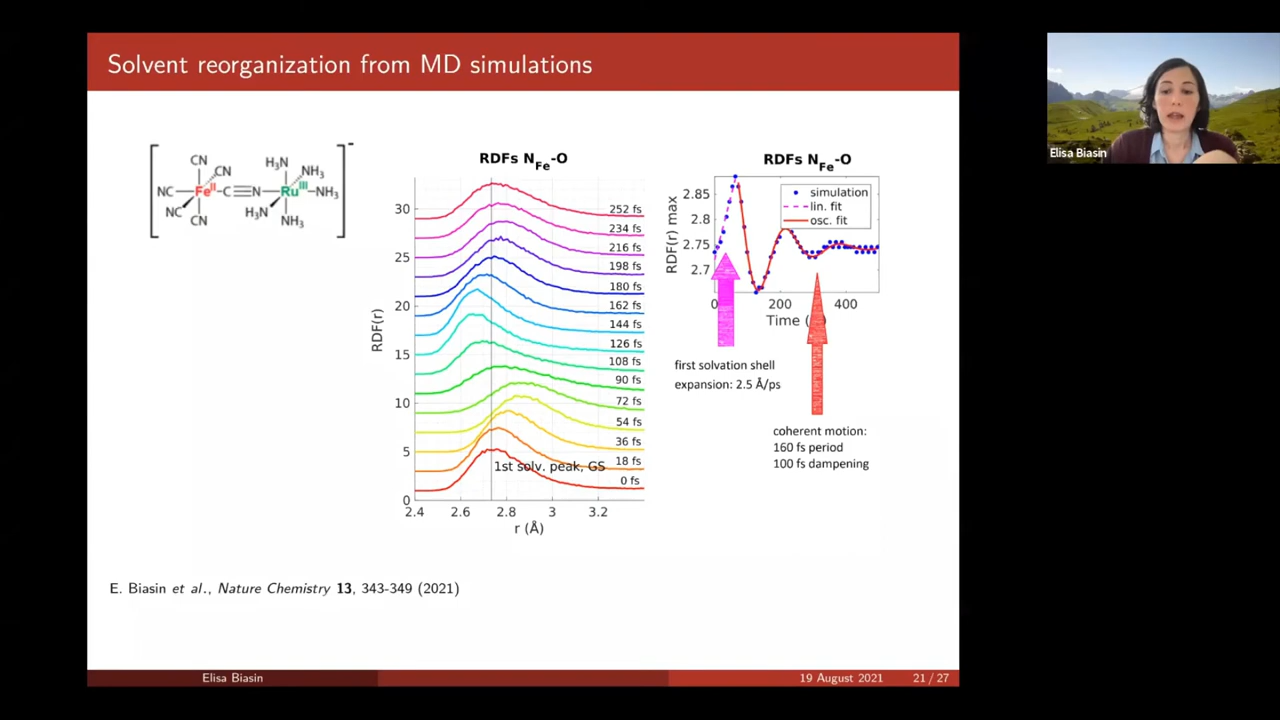 Solvent reorganization from MD simulations
CN
CN
NC
Fe
II
C
N
NC
CN
H₃N
NH₃
Ru
III
NH₃
H₃N
NH₃
-
RDFs N_Fe-O
RDF(r)
30
25
20
15
10
5
0
252 fs
234 fs
216 fs
198 fs
180 fs
162 fs
144 fs
126 fs
108 fs
90 fs
72 fs
54 fs
36 fs
18 fs
1st solv. peak, GS
0 fs
2.4 2.6 2.8 3 3.2
r (Å)
RDFs N_Fe-O
RDF(r) max
2.85
2.8
2.75
2.7
simulation
lin. fit
osc. fit
0 200 400
Time (
first solvation shell
expansion: 2.5 Å/ps
coherent motion:
160 fs period
100 fs dampening
E. Biasin et al., Nature Chemistry 13, 343-349 (2021)
Elisa Biasin
19 August 2021 21 / 27
Elisa Biasin